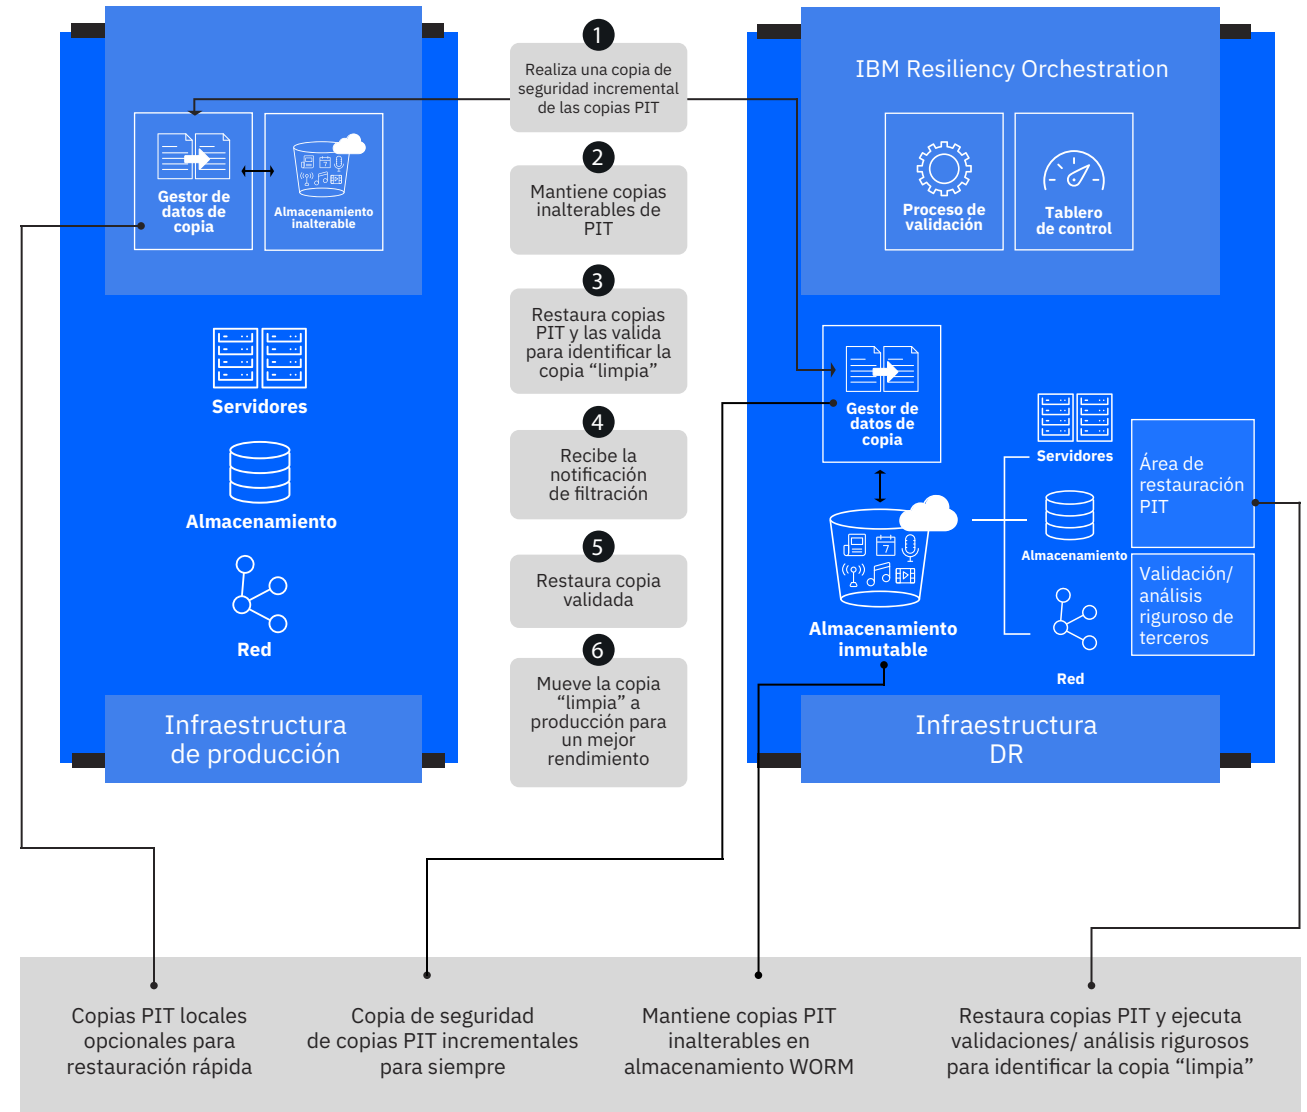 Gestor de
datos de
copia
Almacenamiento
inalterable
7
Servidores
Almacenamiento
Red
Infraestructura
de producción
1
Realiza una copia de
seguridad incremental
de las copias PIT
2
Mantiene copias
inalterables de
PIT
3
Restaura copias
PIT y las valida
para identificar la
copia “limpia”
4
Recibe la
notificación
de filtración
5
Restaura copia
validada
6
Mueve la copia
“limpia” a
producción para
un mejor
rendimiento
IBM Resiliency Orchestration
Proceso de
validación
Tablero
de control
Gestor de
datos de
copia
7
Almacenamiento
inmutable
Servidores
Almacenamiento
Red
Área de
restauración
PIT
Validación/
análisis
riguroso de
terceros
Infraestructura
DR
Copias PIT locales
opcionales para
restauración rápida
Copia de seguridad
de copias PIT incrementales
para siempre
Mantiene copias PIT
inalterables en
almacenamiento WORM
Restaura copias PIT y ejecuta
validaciones/ análisis rigurosos
para identificar la copia “limpia”